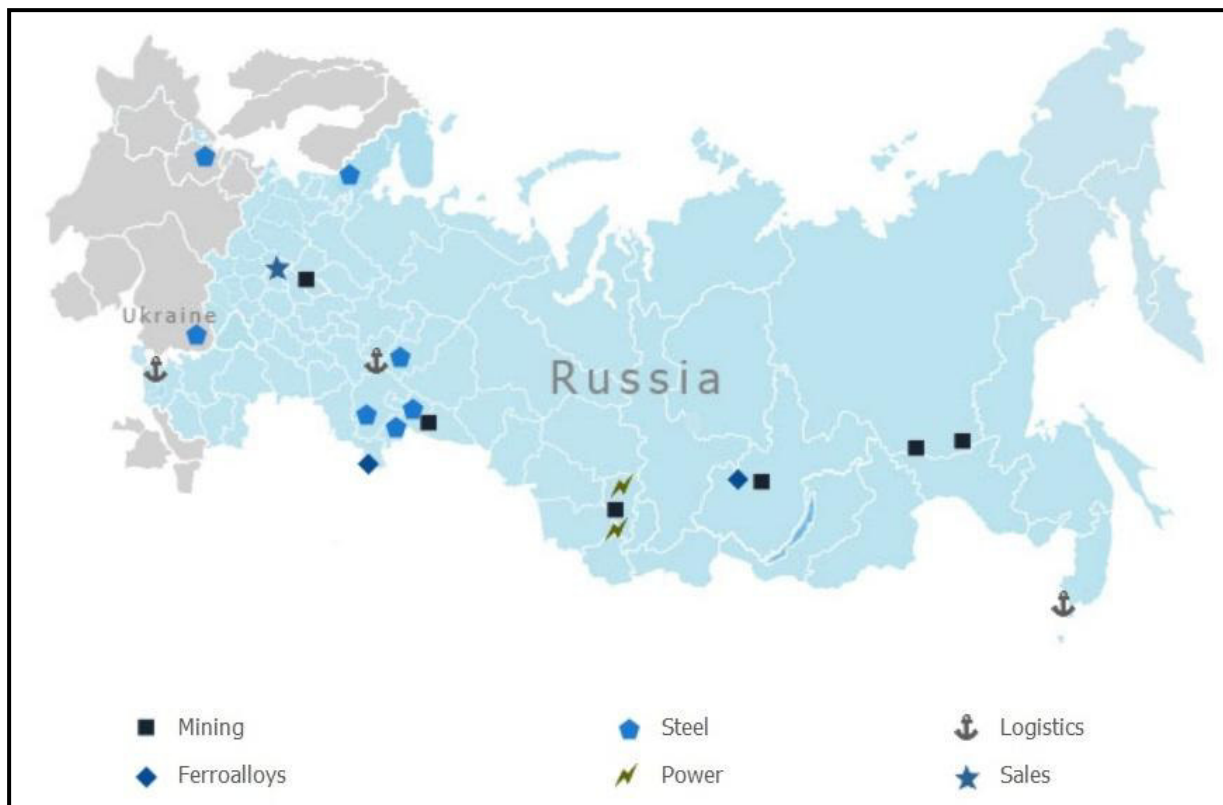 Ukraine
Russia
Mining
Steel
Logistics
Ferroalloys
Power
Sales